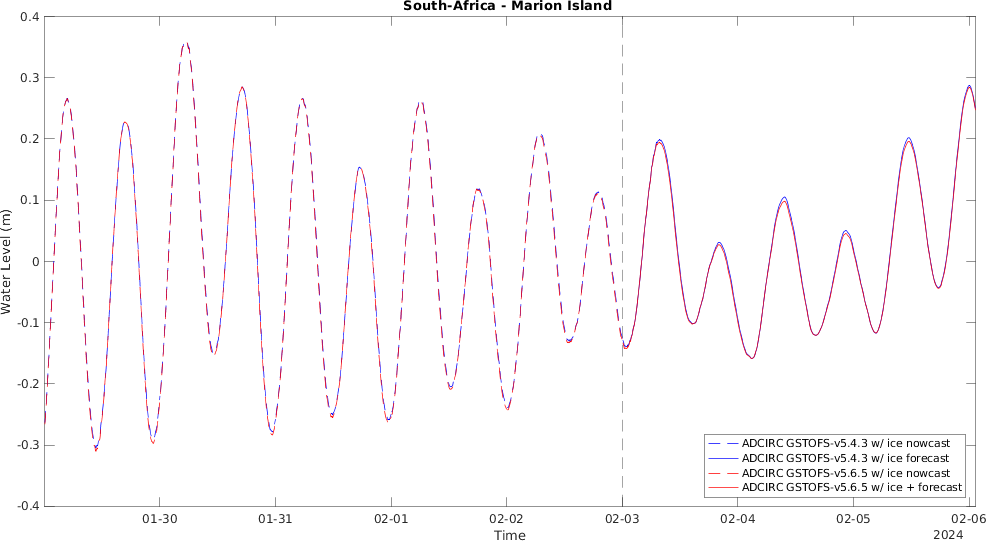 South-Africa - Marion Island
0.4
0.3
0.2
0.1
0
-0.1
-0.2
-0.3
-0.4
Water Level (m)
ADCIRC GSTOFS-v5.4.3 w/ ice nowcast
ADCIRC GSTOFS-v5.4.3 w/ ice forecast
ADCIRC GSTOFS-v5.6.5 w/ ice nowcast
ADCIRC GSTOFS-v5.6.5 w/ ice + forecast
01-30 01-31 02-01 02-02 02-03 02-04 02-05 02-06
2024
Time